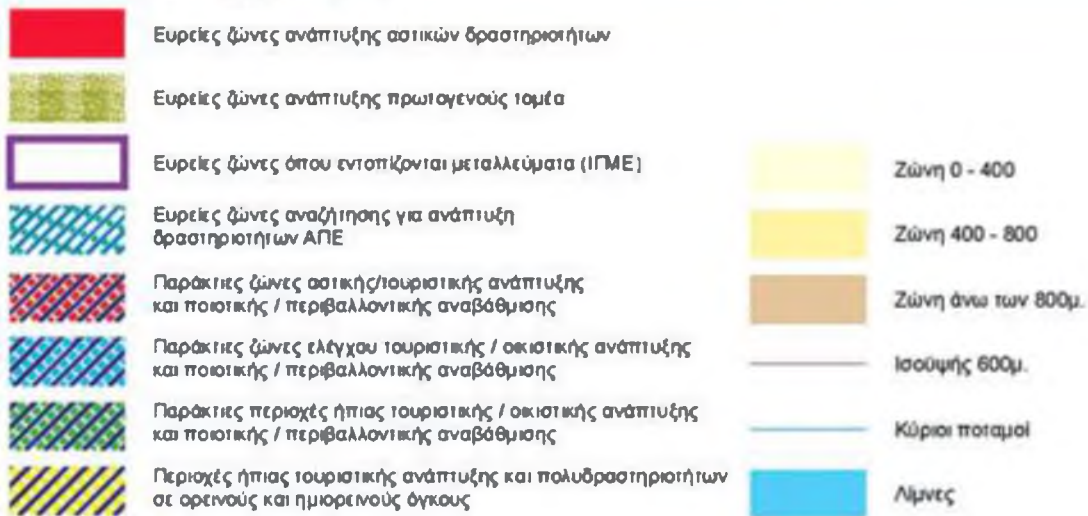 Ευρείες ζώνες ανάπτυξης αστικών δραστηριοτήτων
Ευρείες ζώνες ανάπτυξης πρωτογενούς τομέα
Ευρείες ζώνες όπου εντοπίζονται μεταλλεύματα (ΙΓΜΕ)
Ευρείες ζώνες αναζήτησης για ανάπτυξη
δραστηριοτήτων ΑΠΕ
Παράκτιες ζώνες αστικής/τουριστικής ανάπτυξης
και ποιοτικής / περιβαλλοντικής αναβάθμισης
Παράκτιες ζώνες ελέγχου τουριστικής / οικιστικής ανάπτυξης
και ποιοτικής / περιβαλλοντικής αναβάθμισης
Παράκτιες περιοχές ήπιας τουριστικής / οικιστικής ανάπτυξης
και ποιοτικής / περιβαλλοντικής αναβάθμισης
Περιοχές ήπιας τουριστικής ανάπτυξης και πολυδραστηριοτήτων
σε ορεινούς και ημιορεινούς όγκους
Ζώνη 0 - 400
Ζώνη 400 - 800
Ζώνη άνω των 800μ.
Ισοϋψής 600μ.
Κύριοι ποταμοί
Λίμνες